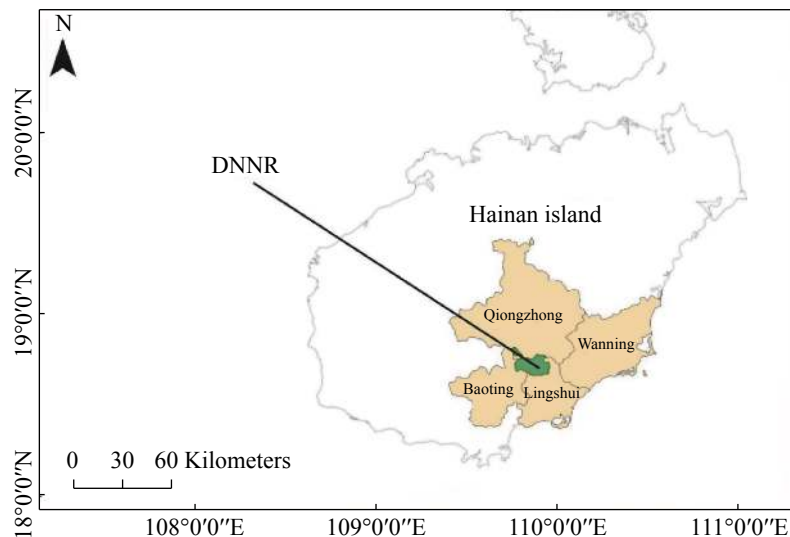 N
20°0′0″N
DNNR
Hainan island
19°0′0″N
Qiongzhong
Wanning
Baoting
Lingshui
0 30 60 Kilometers
18°0′0″N
108°0′0″E 109°0′0″E 110°0′0″E 111°0′0″E